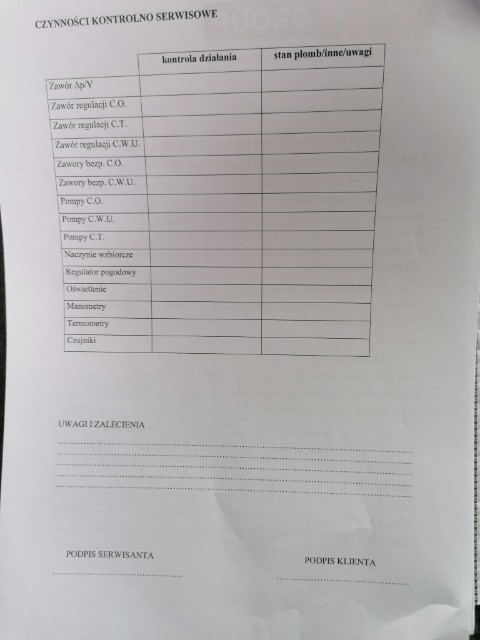 CZYNNOŚCI KONTROLNO SERWISOWE
kontrola działania stan plomb/inne/uwagi
Zawór Δp/V
Zawór regulacji C.O.
Zawór regulacji C.T.
Zawór regulacji C.W.U.
Zawory bezp. C.O.
Zawory bezp. C.W.U.
Pompy C.O.
Pompy C.W.U.
Pompy C.T.
Naczynie wzbiorcze
Regulator pogodowy
Oświetlenie
Manometry
Termometry
Czujniki
UWAGI I ZALECIENIA
PODPIS SERWISANTA PODPIS KLIENTA